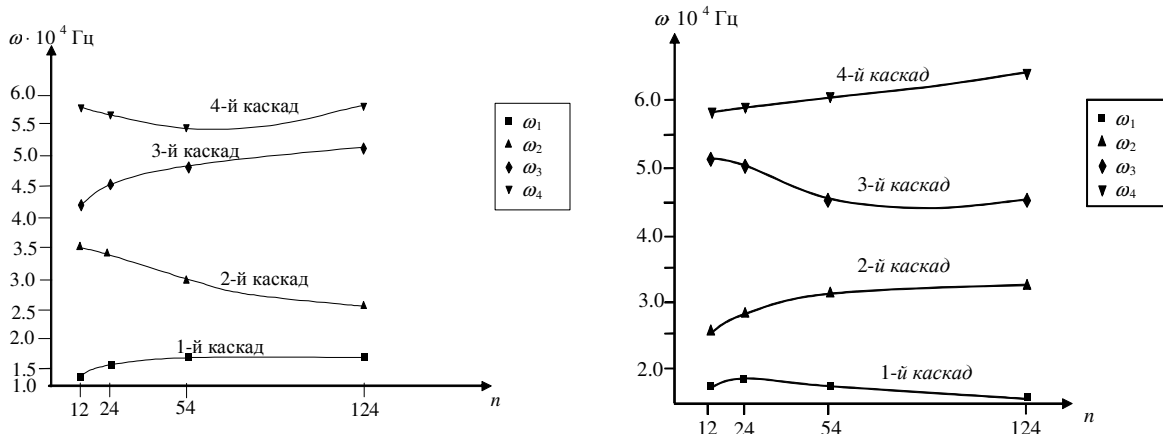 ω · 10⁴ Гц
6.0
5.5
5.0
4.5
4.0
3.5
3.0
2.5
2.0
1.5
1.0
4-й каскад
3-й каскад
2-й каскад
1-й каскад
12
24
54
124
n
ω₁
ω₂
ω₃
ω₄
ω· 10⁴ Гц
6.0
5.0
4.0
3.0
2.0
4-й каскад
3-й каскад
2-й каскад
1-й каскад
12
24
54
124
n
ω₁
ω₂
ω₃
ω₄